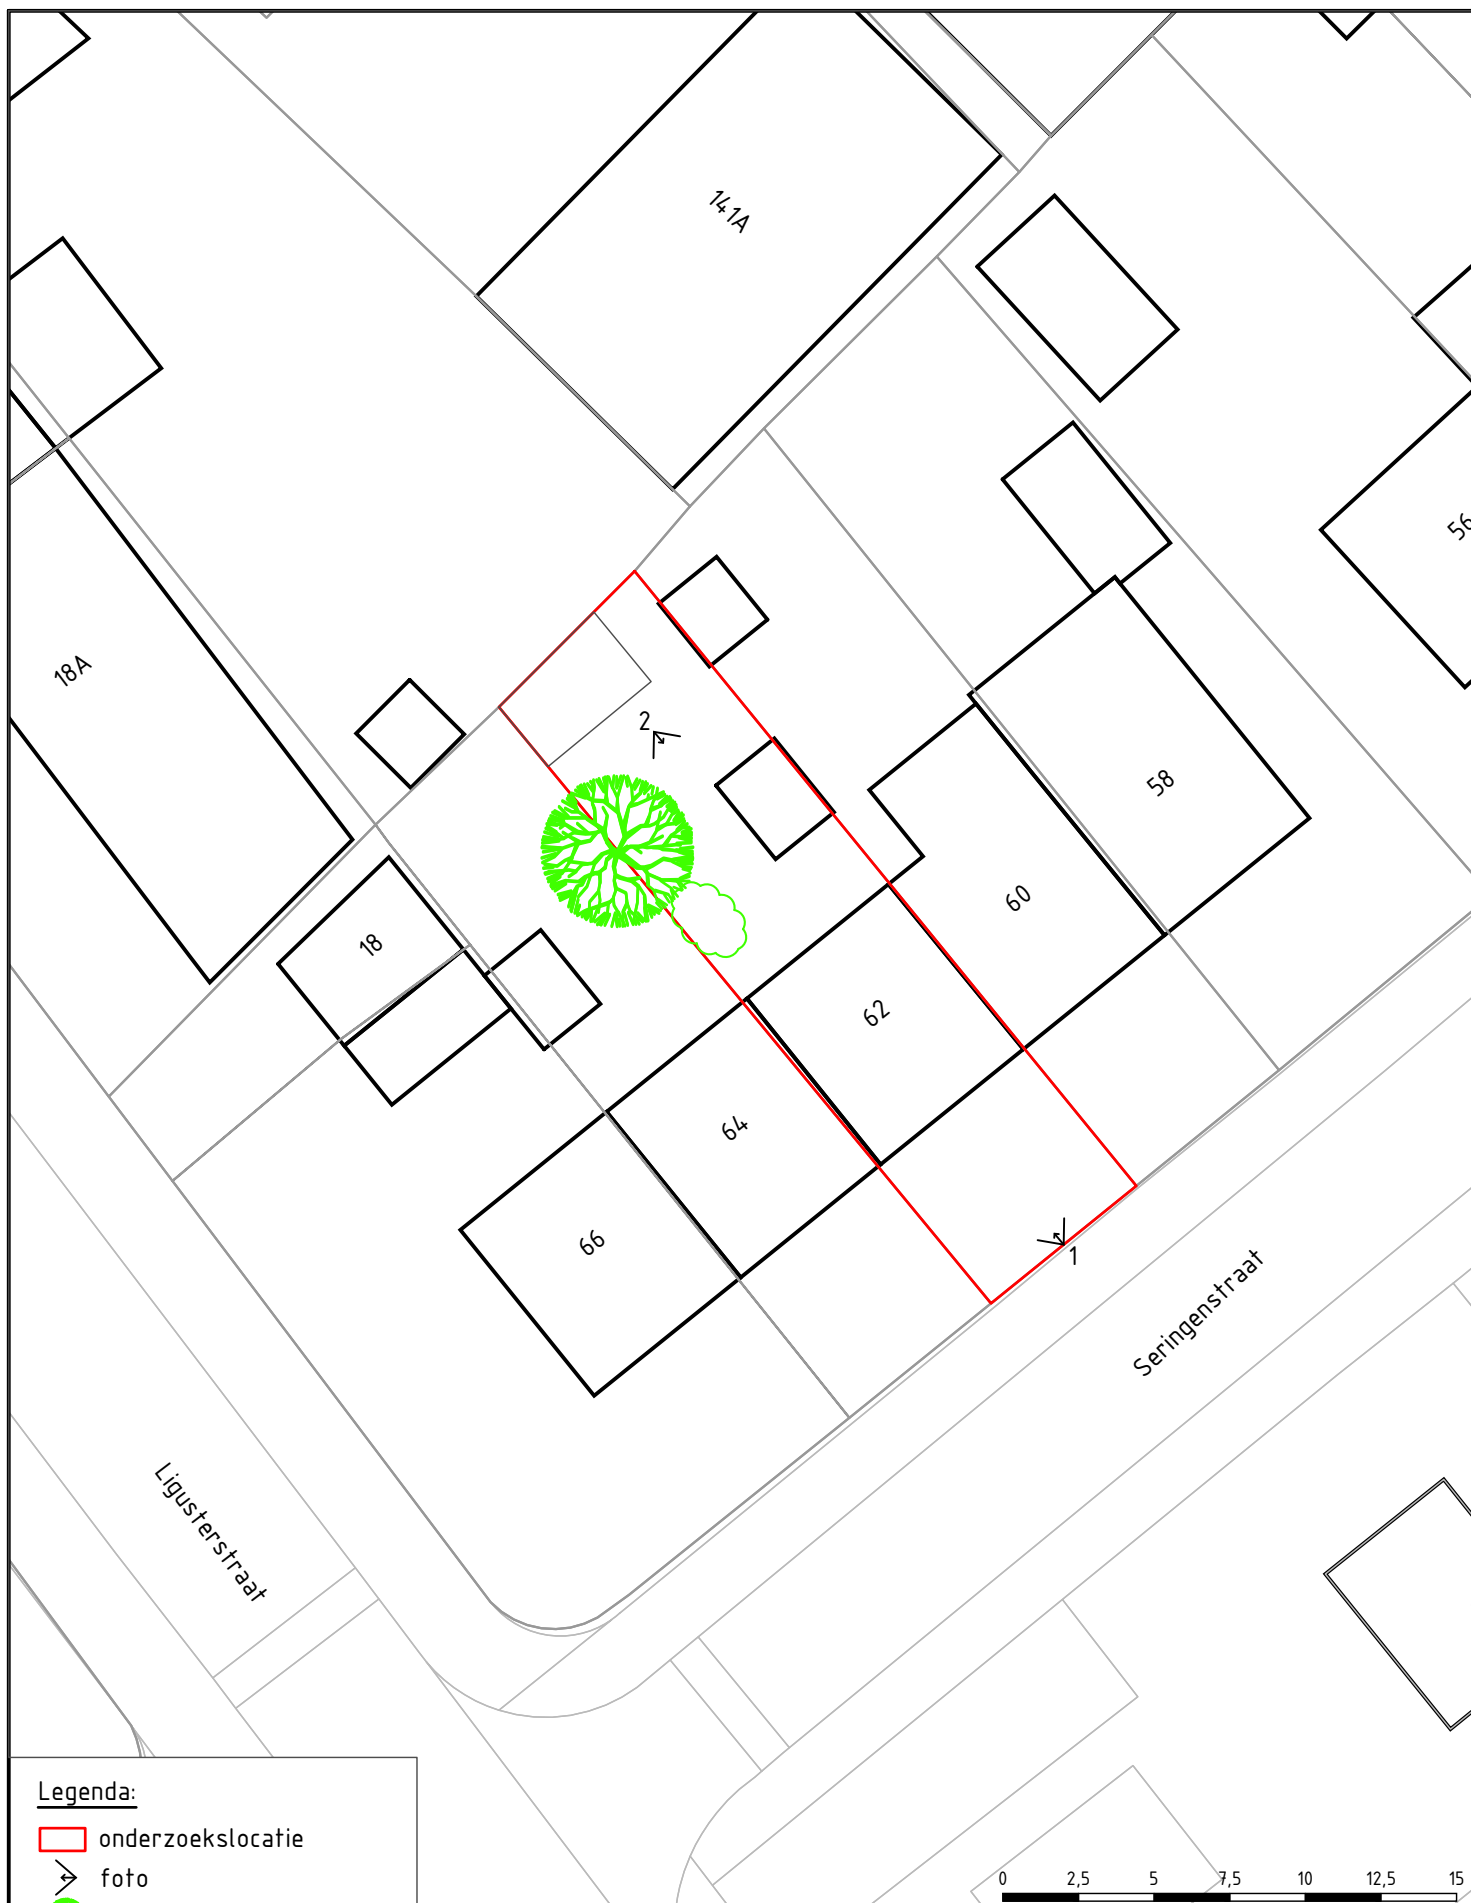 141A
56
18A
2
58
60
18
62
64
66
1
Seringenstraat
Ligusterstraat
Legenda:
onderzoekslocatie
foto
0 2,5 5 7,5 10 12,5 15